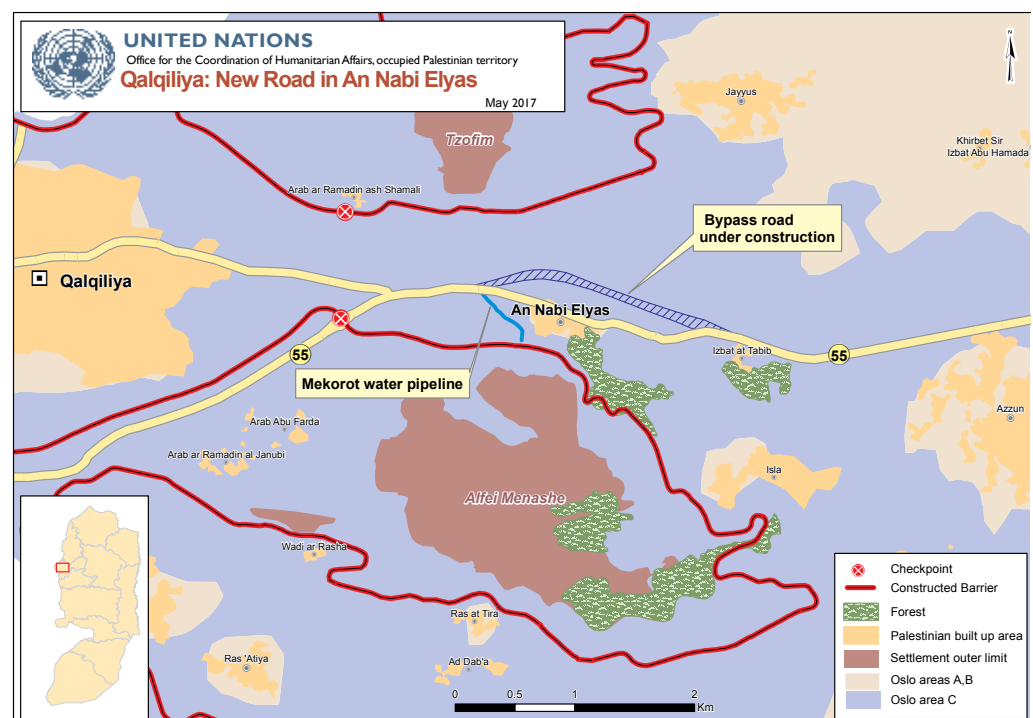 UNITED NATIONS
Office for the Coordination of Humanitarian Affairs, occupied Palestinian territory
Qalqiliya: New Road in An Nabi Elyas
May 2017
N
Tzofim
Jayyus
Khirbet Sir
Izbat Abu Hamada
Arab ar Ramadin ash Shamali
Bypass road
under construction
Qalqiliya
An Nabi Elyas
55
Izbat at Tabib
55
Mekorot water pipeline
Azzun
Arab Abu Farda
Arab ar Ramadin al Janubi
Isla
Alfei Menashe
Wadi ar Rasha
Ras at Tira
Ras 'Atiya
Ad Dab'a
0 0.5 1 2
Km
Checkpoint
Constructed Barrier
Forest
Palestinian built up area
Settlement outer limit
Oslo areas A,B
Oslo area C